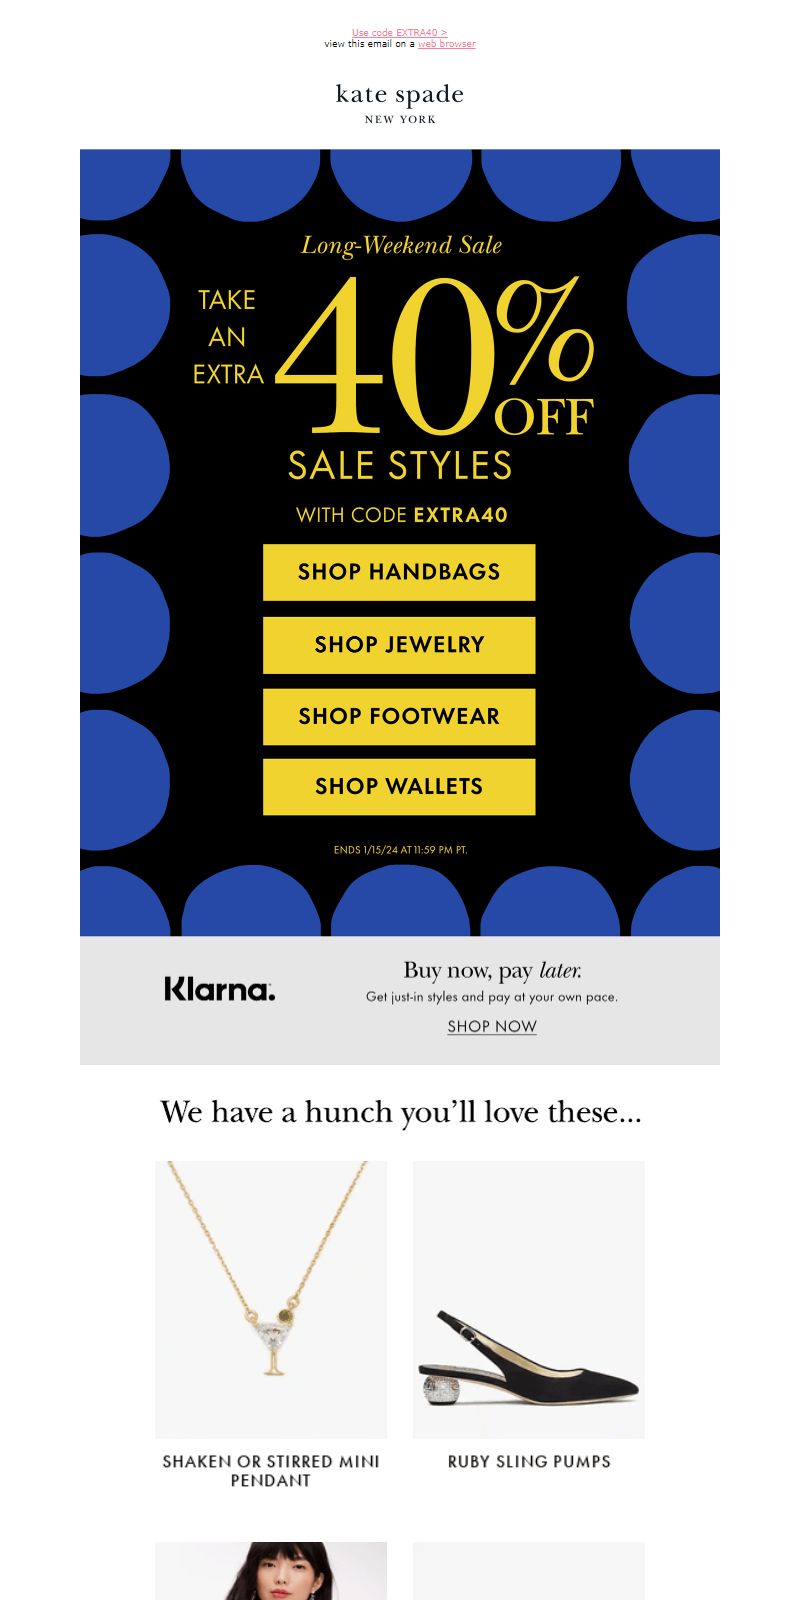 Use code EXTRA40 >
view this email on a web browser
kate spade
NEW YORK
Long-Weekend Sale
TAKE
AN
EXTRA
40%
OFF
SALE STYLES
WITH CODE EXTRA40
SHOP HANDBAGS
SHOP JEWELRY
SHOP FOOTWEAR
SHOP WALLETS
ENDS 1/15/24 AT 11:59 PM PT.
Klarna.
Buy now, pay later.
Get just-in styles and pay at your own pace.
SHOP NOW
We have a hunch you’ll love these...
SHAKEN OR STIRRED MINI
PENDANT
RUBY SLING PUMPS